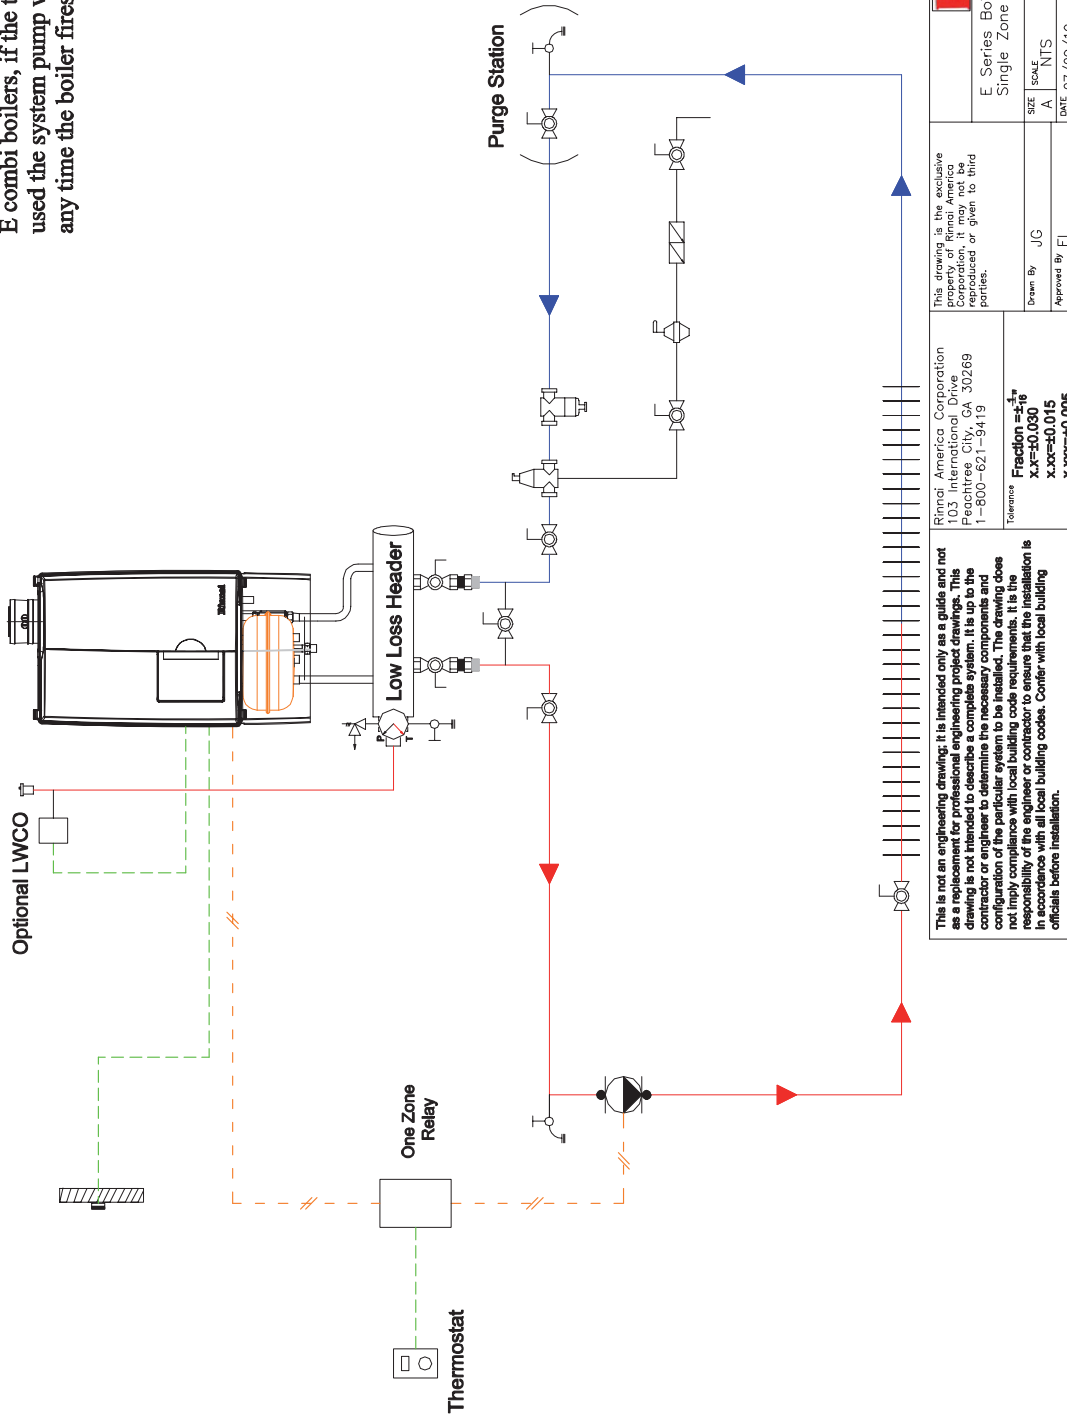 E combi boilers, if the
used the system pump
any time the boiler fires
Optional LWCO
Rinnai
Low Loss Header
P
T
Purge Station
One Zone
Relay
Thermostat
This is not an engineering drawing; it is intended only as a guide and not
as a replacement for professional engineering project drawings. This
drawing is not intended to describe a complete system. It is up to the
contractor or engineer to determine the necessary components and
configuration of the particular system to be installed. The drawing does
not imply compliance with local building code requirements. It is the
responsibility of the engineer or contractor to ensure that the installation is
in accordance with all local building codes. Confer with local building
officials before installation.
Rinnai America Corporation
103 International Drive
Peachtree City, GA 30269
1-800-621-9419
Tolerance
Fraction =±1/16"
X.X=±0.030
X.XX=±0.015
X.XXX=±0.005
This drawing is the exclusive
property of Rinnai America
Corporation, it may not be
reproduced or given to third
parties.
Drawn By JG
Approved By
E Series
Single Zone
SIZE A
SCALE NTS
DATE